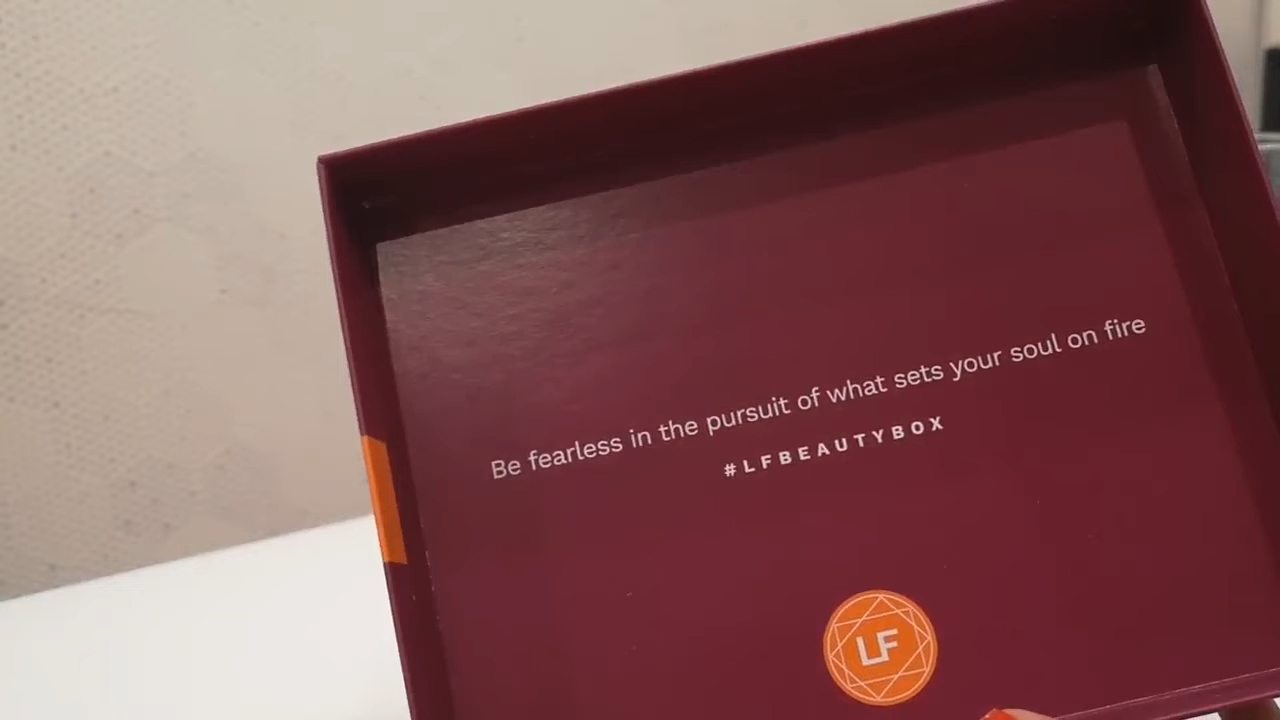 Be fearless in the pursuit of what sets your soul on fire
#LFBEAUTYBOX
LF